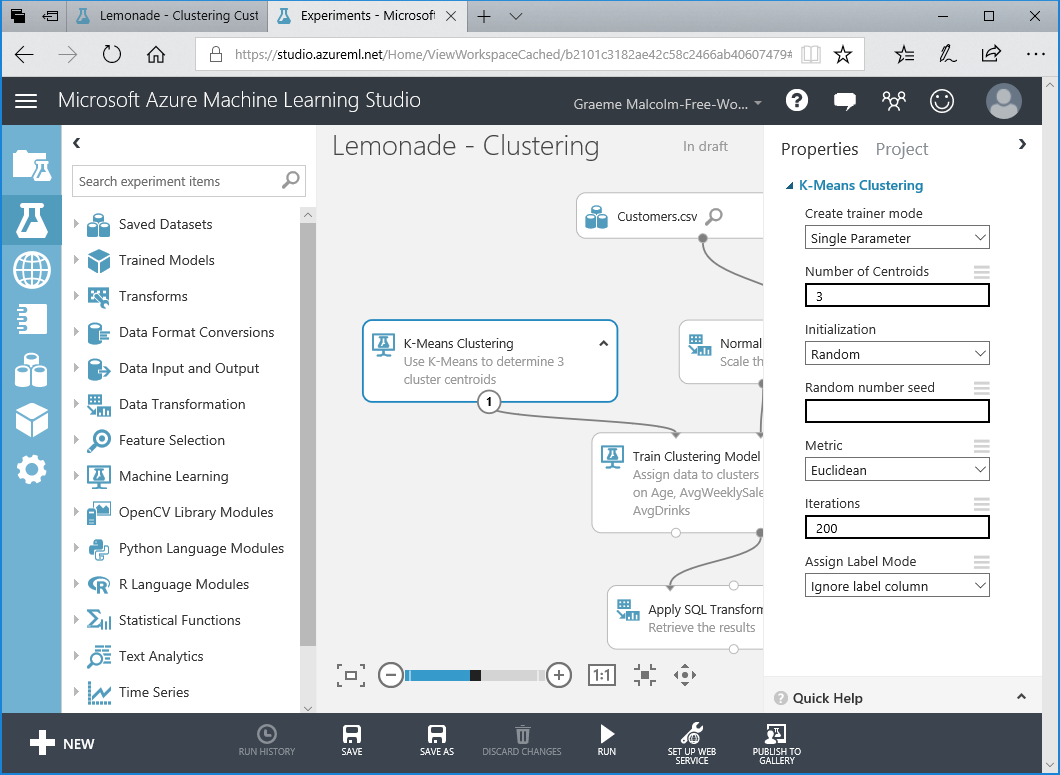 Lemonade - Clustering Cust
Experiments - Microsoft
https://studio.azureml.net/Home/ViewWorkspaceCached/b2101c3182ae42c58c2466ab40607479#
Microsoft Azure Machine Learning Studio
Graeme Malcolm-Free-Wo...
?
Search experiment items
Saved Datasets
Trained Models
Transforms
Data Format Conversions
Data Input and Output
Data Transformation
Feature Selection
Machine Learning
OpenCV Library Modules
Python Language Modules
R Language Modules
Statistical Functions
Text Analytics
Time Series
Lemonade - Clustering
In draft
Customers.csv
K-Means Clustering
Use K-Means to determine 3
cluster centroids
1
Normal
Scale th
Train Clustering Model
Assign data to clusters
on Age, AvgWeeklySale
AvgDrinks
Apply SQL Transform
Retrieve the results
1:1
Properties
Project
K-Means Clustering
Create trainer mode
Single Parameter
Number of Centroids
3
Initialization
Random
Random number seed
Metric
Euclidean
Iterations
200
Assign Label Mode
Ignore label column
? Quick Help
NEW
RUN HISTORY
SAVE
SAVE AS
DISCARD CHANGES
RUN
SET UP WEB
SERVICE
PUBLISH TO
GALLERY